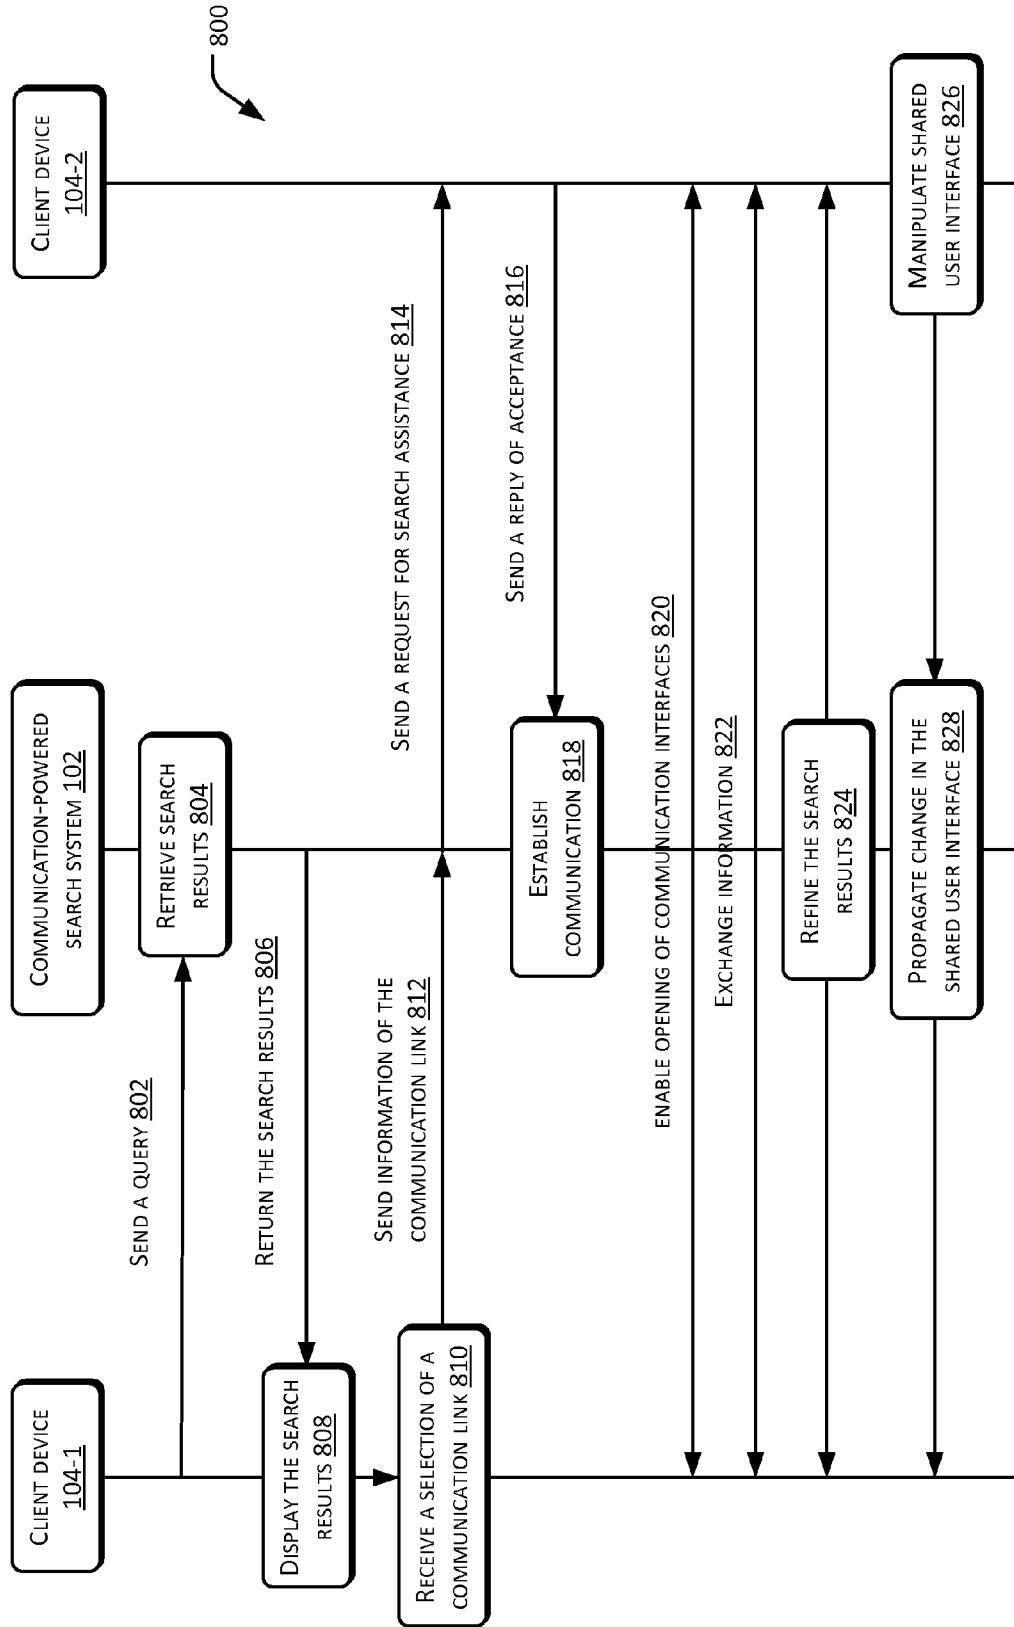 800
CLIENT DEVICE
104-1
COMMUNICATION-POWERED
SEARCH SYSTEM 102
CLIENT DEVICE
104-2
SEND A QUERY 802
RETRIEVE SEARCH
RESULTS 804
RETURN THE SEARCH RESULTS 806
DISPLAY THE SEARCH
RESULTS 808
RECEIVE A SELECTION OF A
COMMUNICATION LINK 810
SEND INFORMATION OF THE
COMMUNICATION LINK 812
SEND A REQUEST FOR SEARCH ASSISTANCE 814
SEND A REPLY OF ACCEPTANCE 816
ESTABLISH
COMMUNICATION 818
ENABLE OPENING OF COMMUNICATION INTERFACES 820
EXCHANGE INFORMATION 822
REFINE THE SEARCH
RESULTS 824
MANIPULATE SHARED
USER INTERFACE 826
PROPAGATE CHANGE IN THE
SHARED USER INTERFACE 828